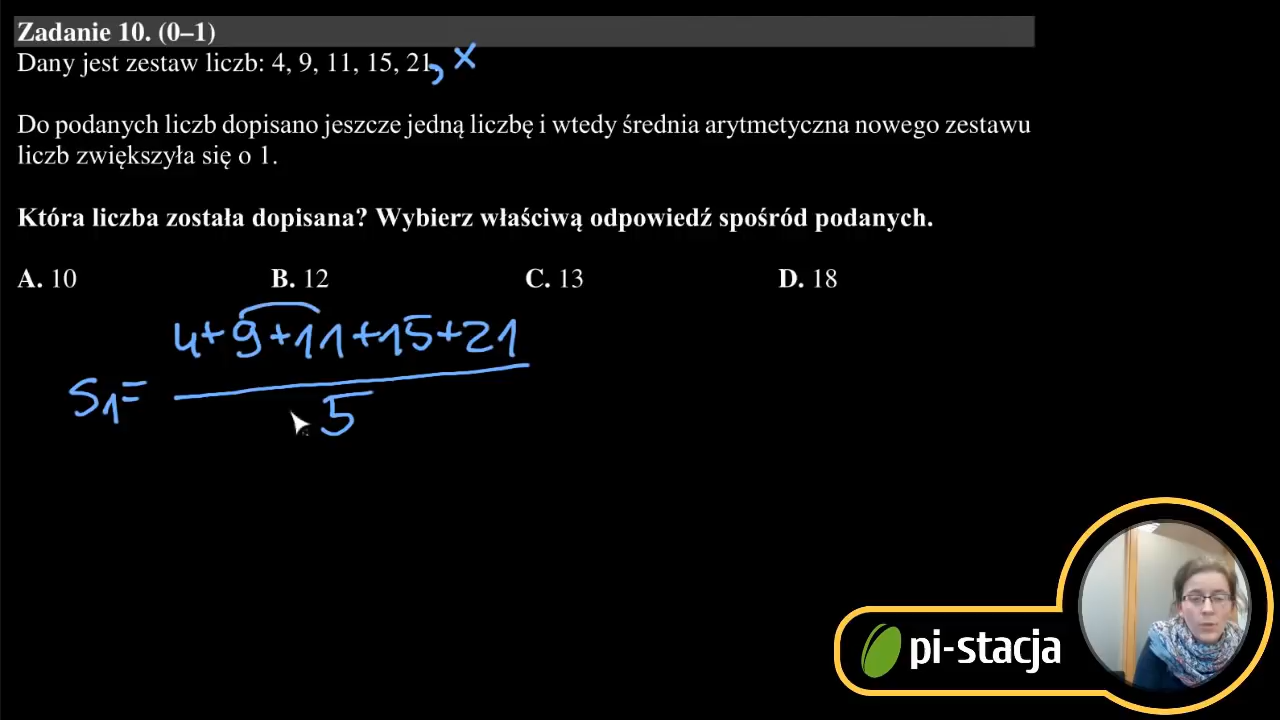 Zadanie 10. (0–1)
Dany jest zestaw liczb: 4, 9, 11, 15, 21, x
Do podanych liczb dopisano jeszcze jedną liczbę i wtedy średnia arytmetyczna nowego zestawu
liczb zwiększyła się o 1.
Która liczba została dopisana? Wybierz właściwą odpowiedź spośród podanych.
A. 10 B. 12 C. 13 D. 18
4+9+11+15+21
S1=
5
pi-stacja